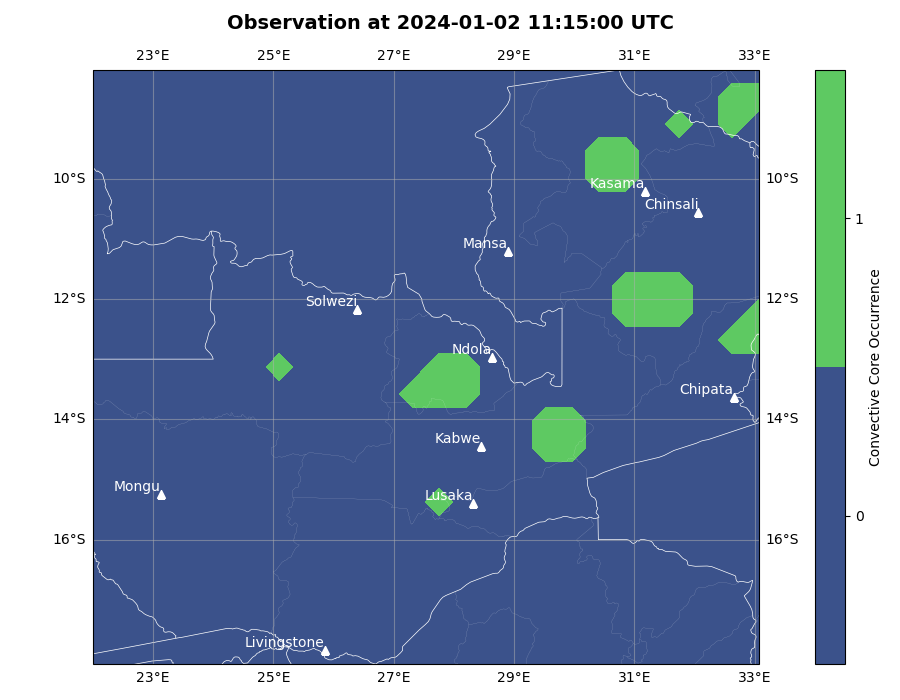 Observation at 2024-01-02 11:15:00 UTC
23°E 25°E 27°E 29°E 31°E 33°E
10°S 10°S
Kasama
Chinsali
1
Mansa
12°S 12°S
Solwezi
Ndola
Chipata
14°S 14°S
Kabwe
Mongu
Lusaka
0
16°S 16°S
Livingstone
23°E 25°E 27°E 29°E 31°E 33°E
Convective Core Occurrence